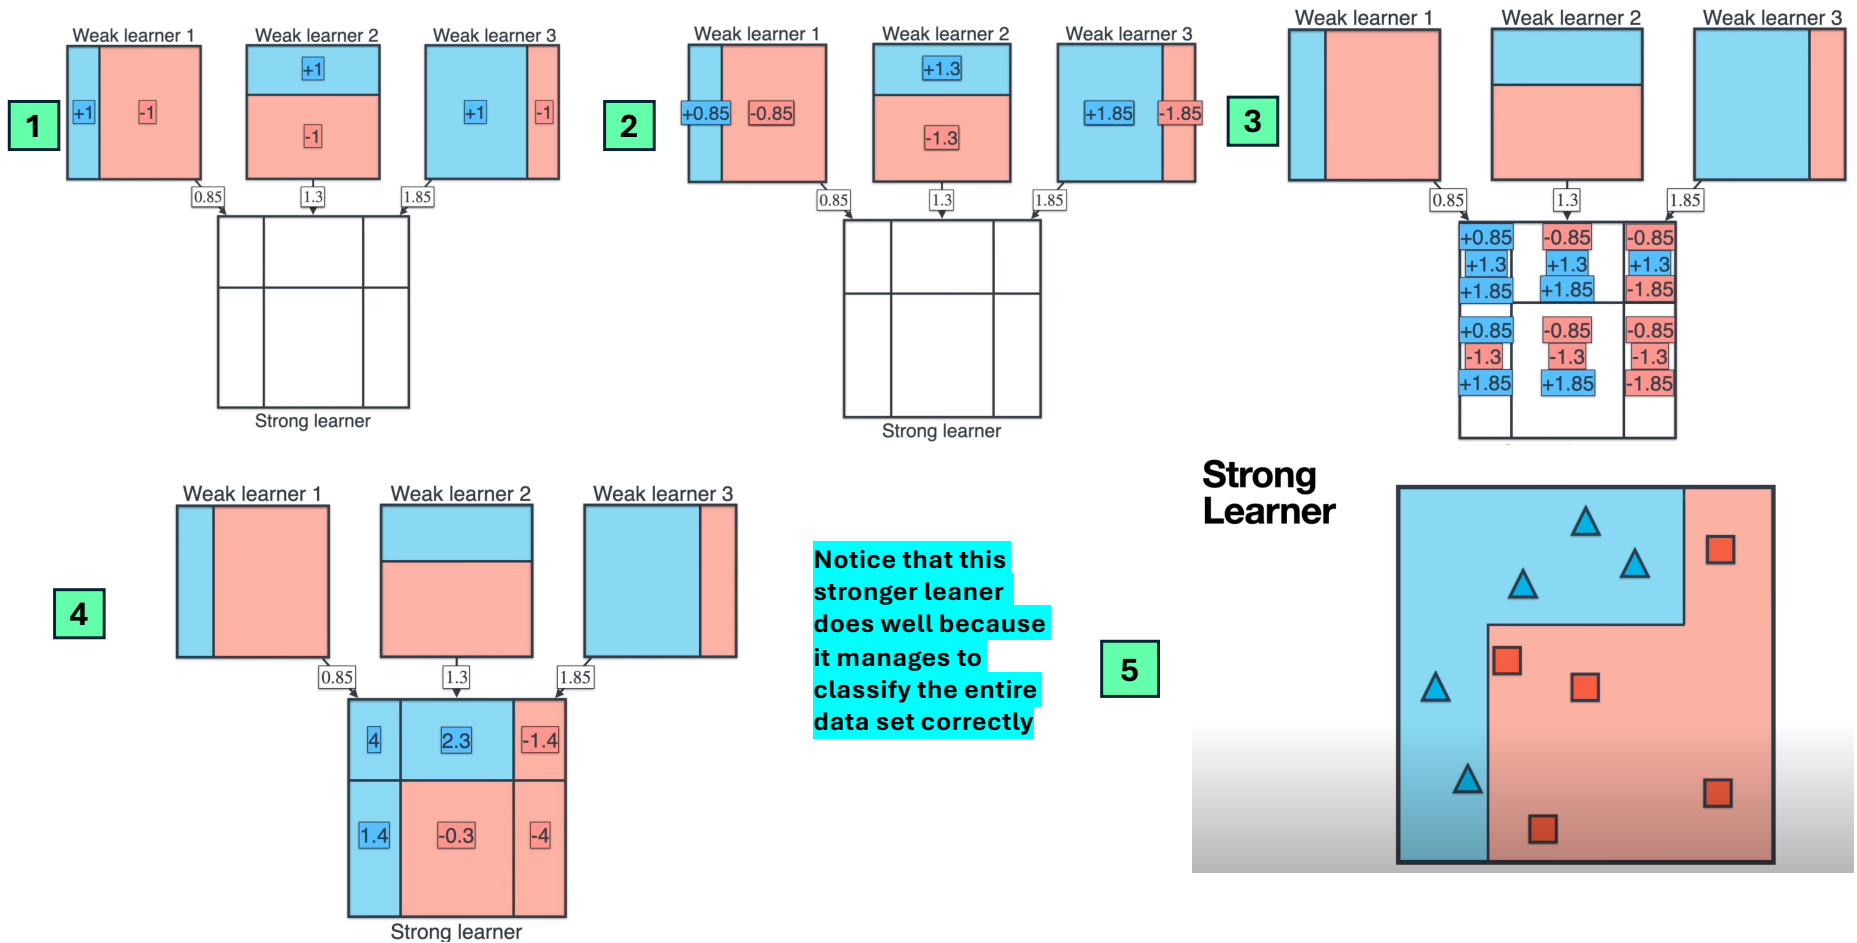 1
Weak learner 1
Weak learner 2
Weak learner 3
+1
-1
+1
-1
+1
-1
0.85
1.3
1.85
Strong learner
2
Weak learner 1
Weak learner 2
Weak learner 3
+0.85
-0.85
+1.3
-1.3
+1.85
-1.85
0.85
1.3
1.85
Strong learner
3
Weak learner 1
Weak learner 2
Weak learner 3
0.85
1.3
1.85
+0.85 -0.85 -0.85
+1.3 +1.3 +1.3
+1.85 +1.85 -1.85
+0.85 -0.85 -0.85
-1.3 -1.3 -1.3
+1.85 +1.85 -1.85
4
Weak learner 1
Weak learner 2
Weak learner 3
0.85
1.3
1.85
4 2.3 -1.4
1.4 -0.3 -4
Strong learner
Notice that this
stronger leaner
does well because
it manages to
classify the entire
data set correctly
5
Strong
Learner